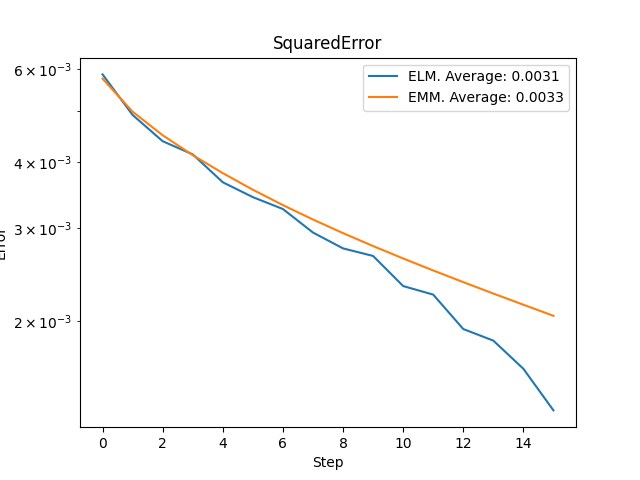 SquaredError
ELM. Average: 0.0031
EMM. Average: 0.0033
6 × 10⁻³
4 × 10⁻³
3 × 10⁻³
2 × 10⁻³
Error
0 2 4 6 8 10 12 14
Step